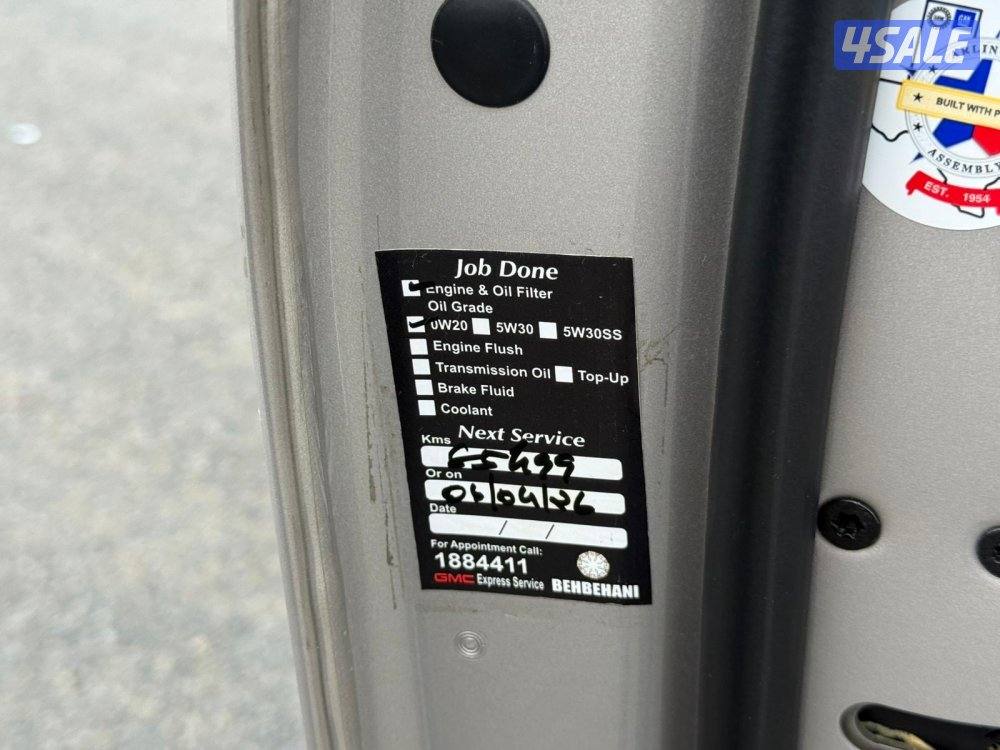 4SALE
ARLIN
BUILT WITH P
ASSEMBLY
EST. 1954
Job Done
Engine & Oil Filter
Oil Grade
0W20 5W30 5W30SS
Engine Flush
Transmission Oil Top-Up
Brake Fluid
Coolant
Next Service
Kms
Or on
Date
/ /
For Appointment Call:
1884411
GMC Express Service BEHBEHANI